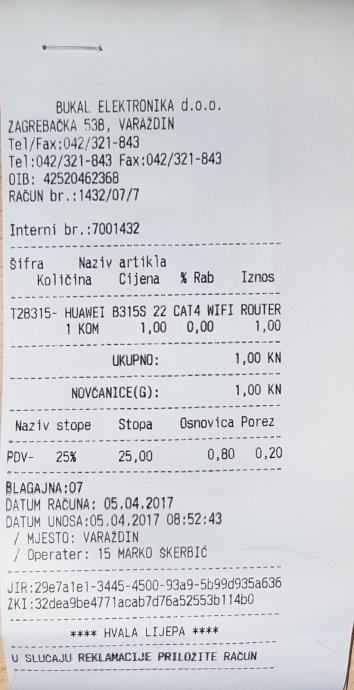 BUKAL ELEKTRONIKA d.o.o.
ZAGREBAČKA 53B, VARAŽDIN
Tel/Fax:042/321-843
Tel:042/321-843 Fax:042/321-843
OIB: 42520462368
RAČUN br.:1432/07/7
Interni br.:7001432
Šifra Naziv artikla
Količina Cijena % Rab Iznos
T2B315- HUAWEI B315S 22 CAT4 WIFI ROUTER
1 KOM 1,00 0,00 1,00
UKUPNO: 1,00 KN
NOVČANICE(G): 1,00 KN
Naziv stope Stopa Osnovica Porez
PDV- 25% 25,00 0,80 0,20
BLAGAJNA:07
DATUM RAČUNA: 05.04.2017
DATUM UNOSA:05.04.2017 08:52:43
/ MJESTO: VARAŽDIN
/ Operater: 15 MARKO ŠKERBIĆ
JIR:29e7a1e1-3445-4500-93a9-5b99d935a636
ZKI:32dea9be4771acab7d76a52553b114b0
**** HVALA LIJEPA ****
U SLUČAJU REKLAMACIJE PRILOŽITE RAČUN